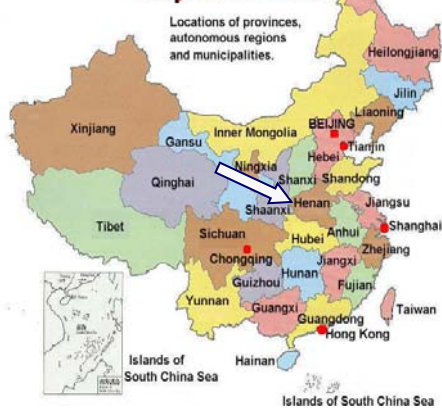 Locations of provinces,
autonomous regions
and municipalities.
Heilongjiang
Jilin
Liaoning
Xinjiang
Inner Mongolia
BEIJING
Gansu
Tianjin
Hebei
Ningxia
Shanxi
Shandong
Qinghai
Henan
Jiangsu
Shaanxi
Tibet
Shanghai
Sichuan
Anhui
Hubei
Zhejiang
Chongqing
Jiangxi
Hunan
Guizhou
Fujian
Yunnan
Taiwan
Guangxi
Guangdong
Hong Kong
Hainan
Islands of
South China Sea
Islands of South China Sea